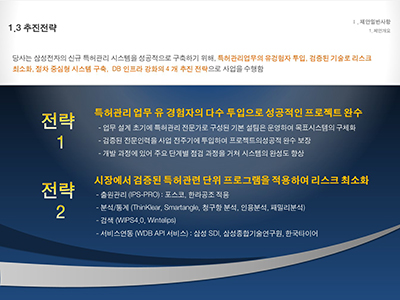 1.3 추진전략
I. 제안일반사항
1. 제안개요
당사는 삼성전자의 신규 특허관리 시스템을 성공적으로 구축하기 위해, 특허관리업무의 유경험자 투입, 검증된 기술로 리스크
최소화, 절차 중심형 시스템 구축, DB 인프라 강화의 4 개 추진 전략으로 사업을 수행함
전략
1
특허관리 업무 유 경험자의 다수 투입으로 성공적인 프로젝트 완수
- 업무 설계 초기에 특허관리 전문가로 구성된 기본 설팀은 운영하여 목표시스템의 구체화
- 검증된 전문인력을 사업 전주기에 투입하여 프로젝트의성공적 완수 보장
- 개발 과정에 있어 주요 단계별 점검 과정을 거쳐 시스템의 완성도 향상
전략
2
시장에서 검증된 특허관련 단위 프로그램을 적용하여 리스크 최소화
- 출원관리 (IPS-PRO) : 포스코, 한라공조 적용
- 분석/통계 (ThinKlear, Smartangle, 청구항 분석, 인용분석, 패밀리분석)
- 검색 (WIPS4.0, Wintelips)
- 서비스연동 (WDB API 서비스) : 삼성 SDI, 삼성종합기술연구원, 한국타이어